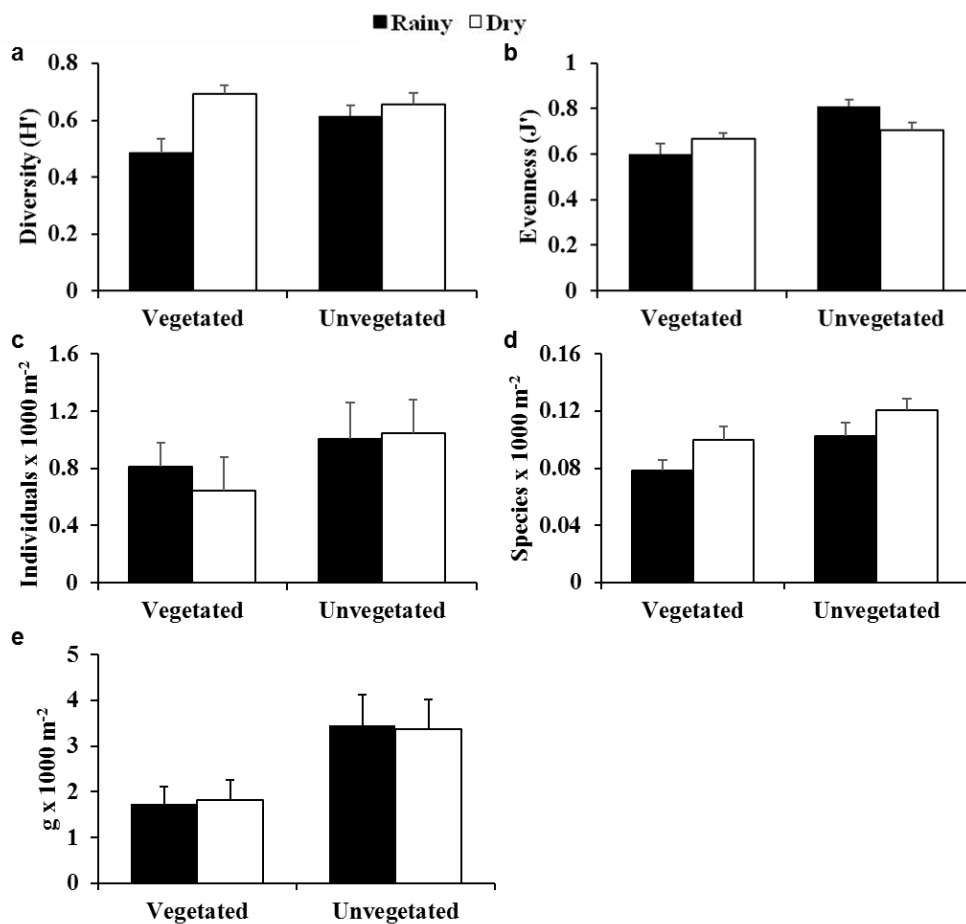 Rainy Dry
a
Diversity (H')
0.8
0.6
0.4
0.2
0
Vegetated Unvegetated
b
Evenness (J')
1
0.8
0.6
0.4
0.2
0
Vegetated Unvegetated
c
Individuals x 1000 m⁻²
1.6
1.2
0.8
0.4
0
Vegetated Unvegetated
d
Species x 1000 m⁻²
0.16
0.12
0.08
0.04
0
Vegetated Unvegetated
e
g x 1000 m⁻²
5
4
3
2
1
0
Vegetated Unvegetated